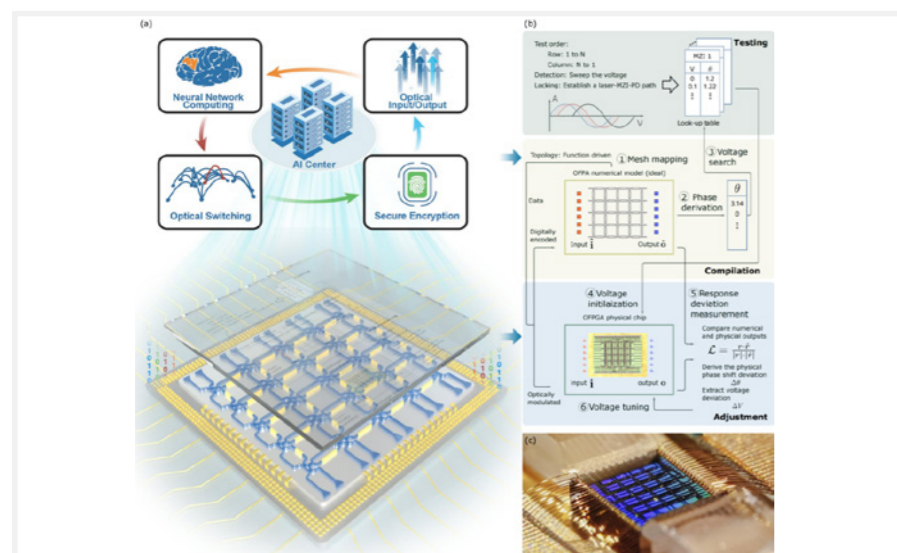 (a)
Neural Network
Computing
Optical
Input/Output
AI Center
Optical Switching
Secure Encryption
(b)
Testing
Test order:
Row: 1 to N
Column: N to 1
Detection: Sweep the voltage
Locking: Establish a laser-MZI-PD path
A
V
MZI 1
V θ
0 1.2
0.1 1.22
Look-up table
③ Voltage
search
Topology: Function driven
① Mesh mapping
OFPA numerical model (ideal)
② Phase
derivation
θ
3.14
0
Data
Digitally
encoded
Input i
Output ô
Compilation
④ Voltage
initilaization
OFPGA physical chip
⑤ Response
deviation
measurement
Compare numerical
and physcial outputs
Derive the physical
phase shift deviation
Δθ
Extract voltage
deviation
ΔV
input i
output o
Optically
modulated
⑥ Voltage tuning
Adjustment
(c)